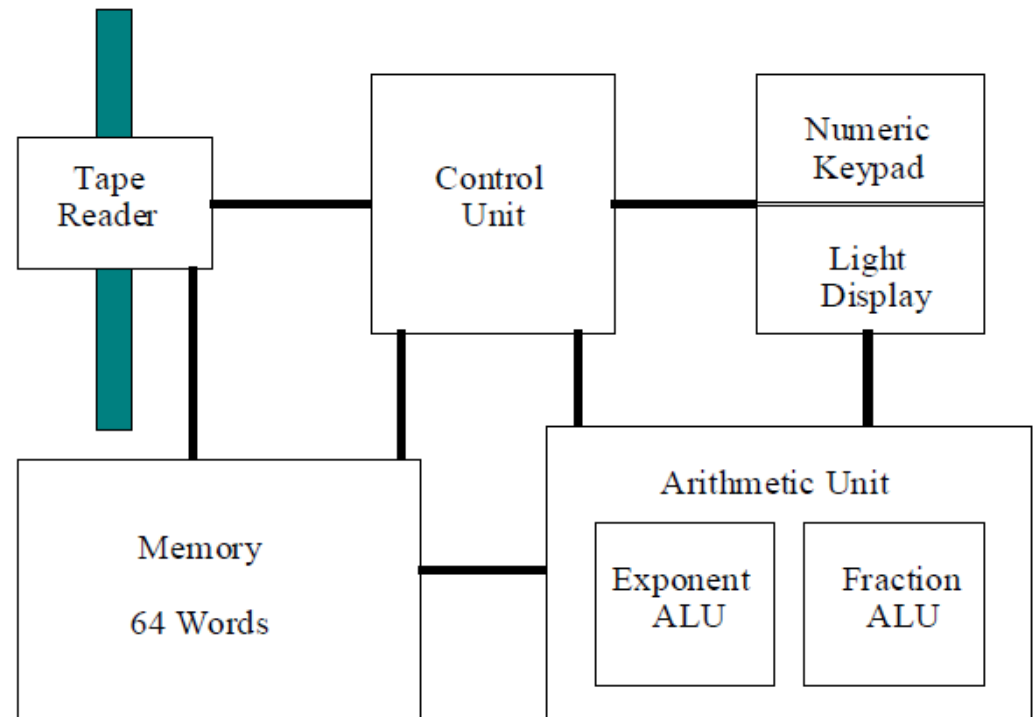 Tape
Reader
Control
Unit
Numeric
Keypad
Light
Display
Memory
64 Words
Arithmetic Unit
Exponent
ALU
Fraction
ALU